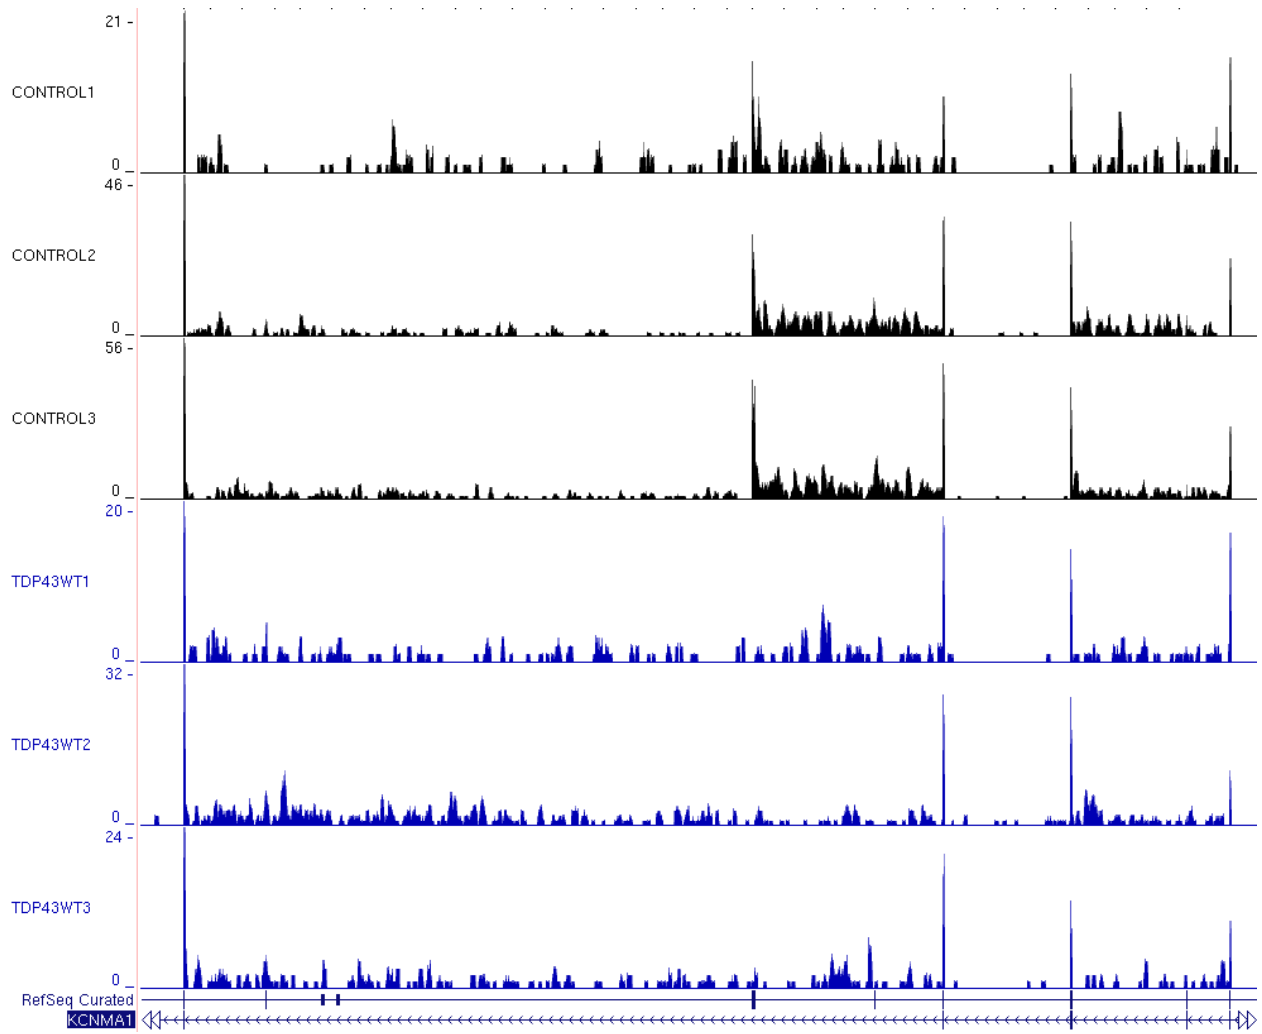 21 -
CONTROL1
0 _
46 -
CONTROL2
0 _
56 -
CONTROL3
0 _
20 -
TDP43WT1
0 _
32 -
TDP43WT2
0 _
24 -
TDP43WT3
0 _
RefSeq Curated
KCNMA1